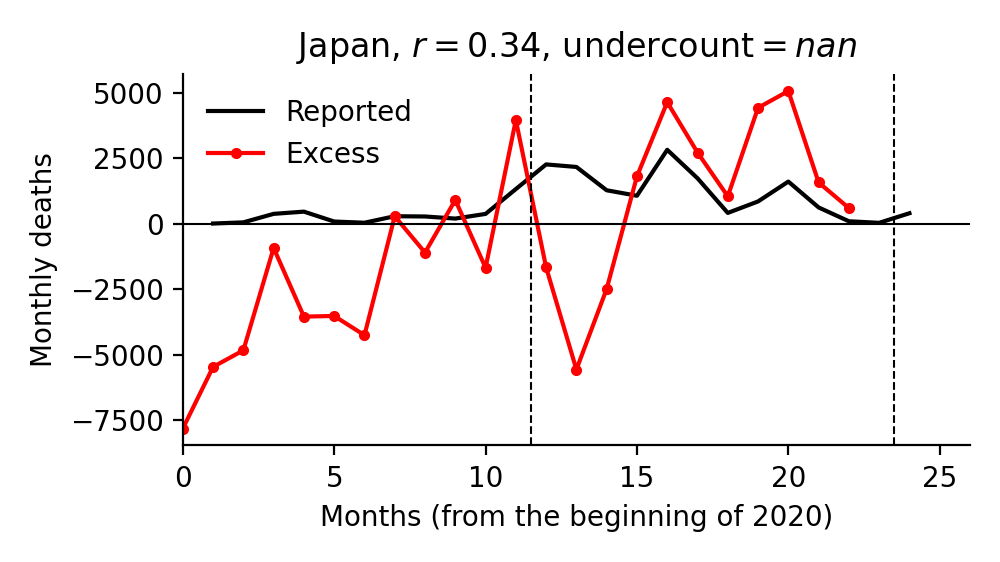 Japan, r = 0.34, undercount = nan
5000
2500
0
−2500
−5000
−7500
Monthly deaths
Reported
Excess
0 5 10 15 20 25
Months (from the beginning of 2020)